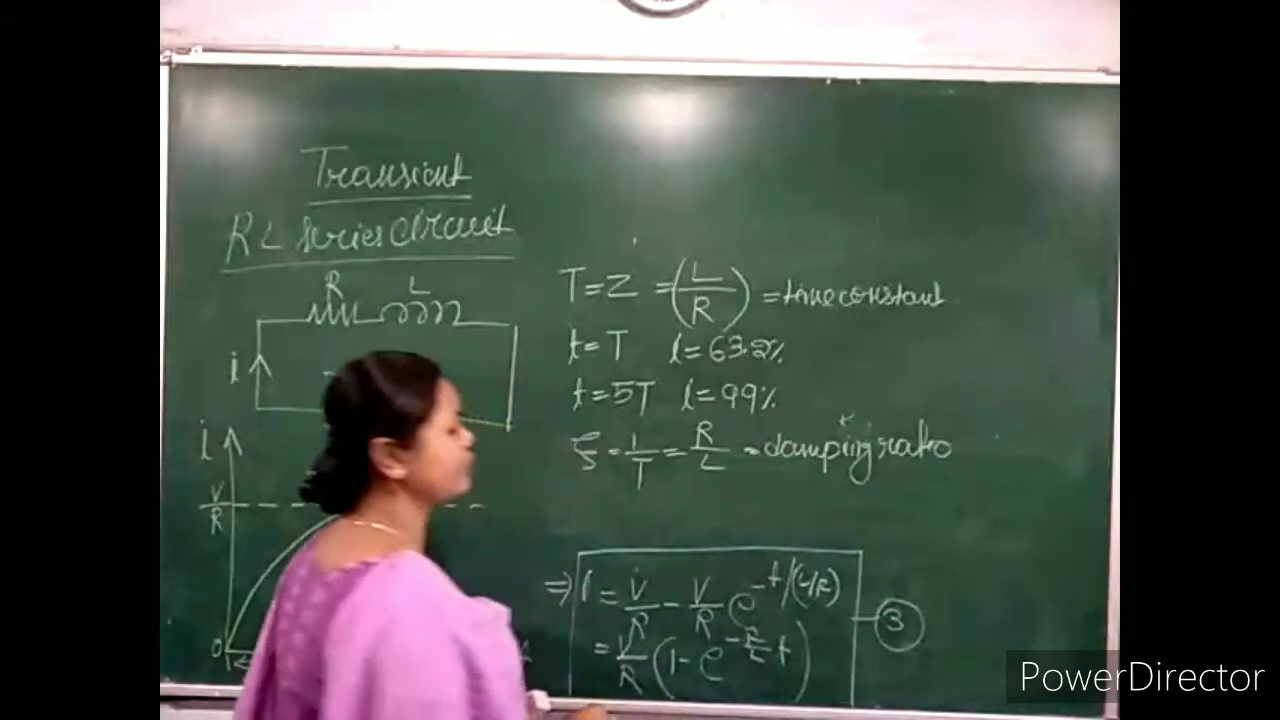 Transient
RL Series Circuit
R L
i
i
V/R
0
T = Z = (L/R) = time constant
t = T i = 63.2%
t = 5T i = 99%
ξ = 1/T = R/L = damping ratio
⇒ i = V/R - V/R e^-t/(L/R)
= V/R (1 - e^-R/L t)
3
PowerDirector